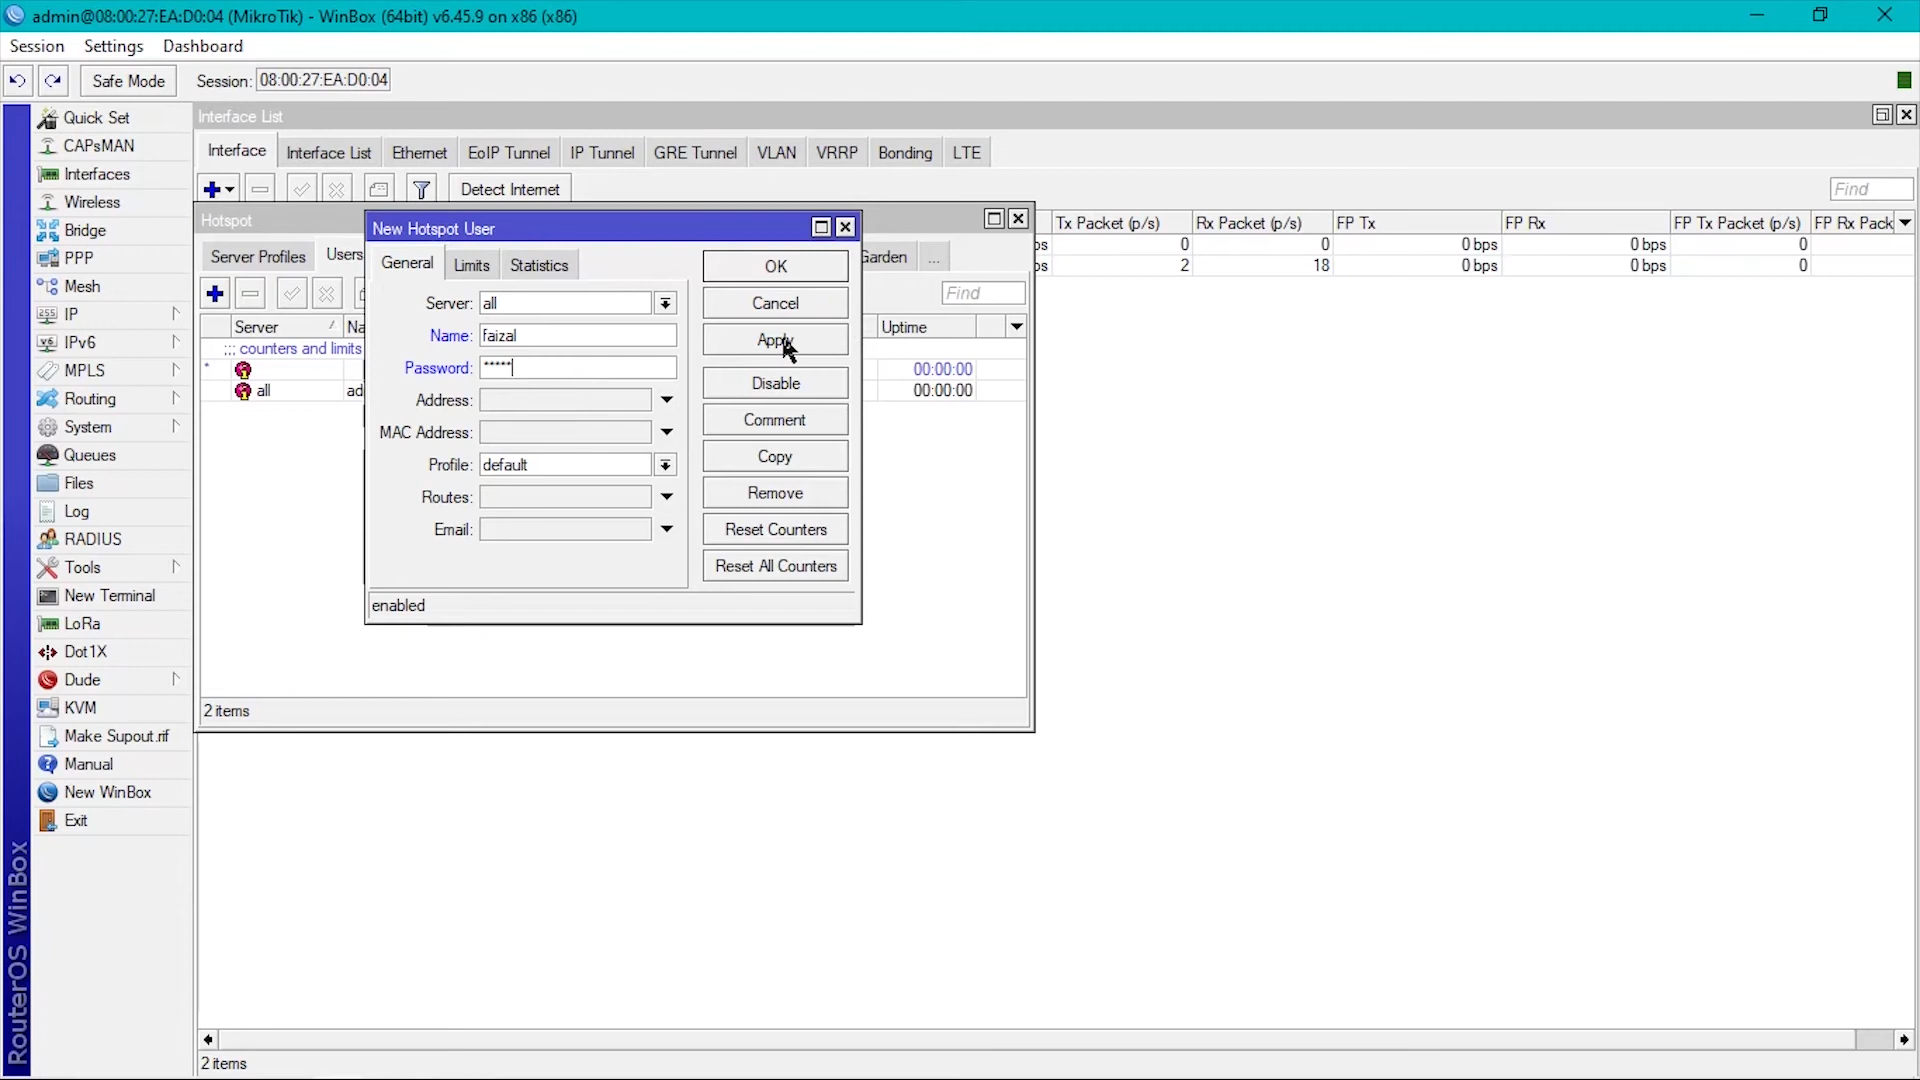 admin@08:00:27:EA:D0:04 (MikroTik) - WinBox (64bit) v6.45.9 on x86 (x86)
Session Settings Dashboard
Safe Mode Session: 08:00:27:EA:D0:04
Quick Set
CAPsMAN
Interfaces
Wireless
Bridge
PPP
Mesh
IP
IPv6
MPLS
Routing
System
Queues
Files
Log
RADIUS
Tools
New Terminal
LoRa
Dot1X
Dude
KVM
Make Supout.rif
Manual
New WinBox
Exit
RouterOS WinBox
Interface List
Interface Interface List Ethernet EoIP Tunnel IP Tunnel GRE Tunnel VLAN VRRP Bonding LTE
Detect Internet Find
Tx Packet (p/s) Rx Packet (p/s) FP Tx FP Rx FP Tx Packet (p/s) FP Rx Pack
0 0 0 bps 0 bps 0
2 18 0 bps 0 bps 0
Hotspot
Server Profiles Users Garden ...
Find
Server Na Uptime
::: counters and limits
* 00:00:00
all ad 00:00:00
2 items
New Hotspot User
General Limits Statistics
Server: all
Name: faizal
Password: *****
Address:
MAC Address:
Profile: default
Routes:
Email:
OK
Cancel
Apply
Disable
Comment
Copy
Remove
Reset Counters
Reset All Counters
enabled
2 items